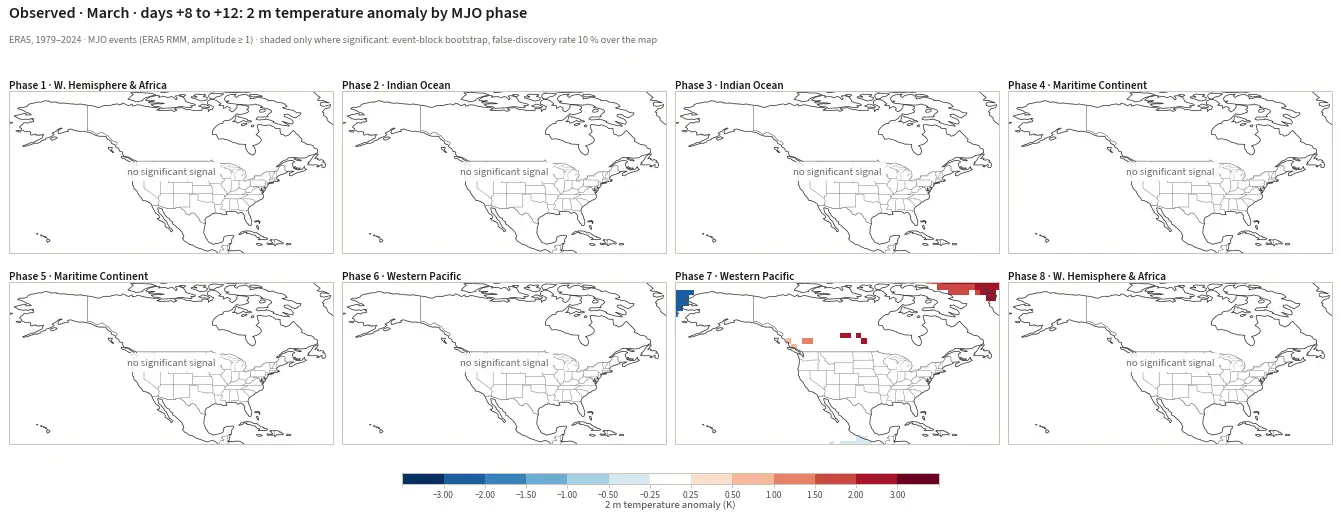 Observed · March · days +8 to +12: 2 m temperature anomaly by MJO phase
ERA5, 1979–2024 · MJO events (ERA5 RMM, amplitude ≥ 1) · shaded only where significant: event-block bootstrap, false-discovery rate 10 % over the map
Phase 1 · W. Hemisphere & Africa
Phase 2 · Indian Ocean
Phase 3 · Indian Ocean
Phase 4 · Maritime Continent
no significant signal
no significant signal
no significant signal
no significant signal
Phase 5 · Maritime Continent
Phase 6 · Western Pacific
Phase 7 · Western Pacific
Phase 8 · W. Hemisphere & Africa
no significant signal
no significant signal
no significant signal
−3.00 −2.00 −1.50 −1.00 −0.50 −0.25 0.25 0.50 1.00 1.50 2.00 3.00
2 m temperature anomaly (K)